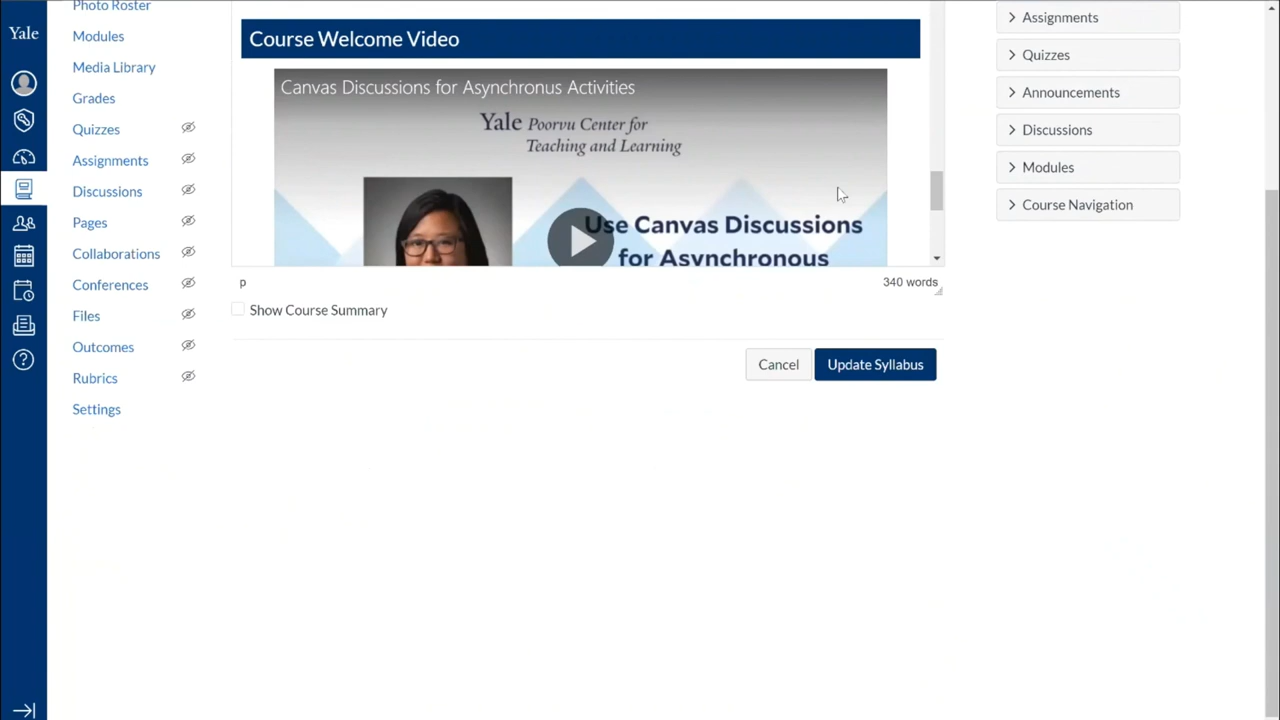 Yale
Photo Roster
Modules
Media Library
Grades
Quizzes
Assignments
Discussions
Pages
Collaborations
Conferences
Files
Outcomes
Rubrics
Settings
Course Welcome Video
Canvas Discussions for Asynchronus Activities
Yale Poorvu Center for
Teaching and Learning
Use Canvas Discussions
for Asynchronous
p
340 words
Show Course Summary
Cancel
Update Syllabus
Assignments
Quizzes
Announcements
Discussions
Modules
Course Navigation